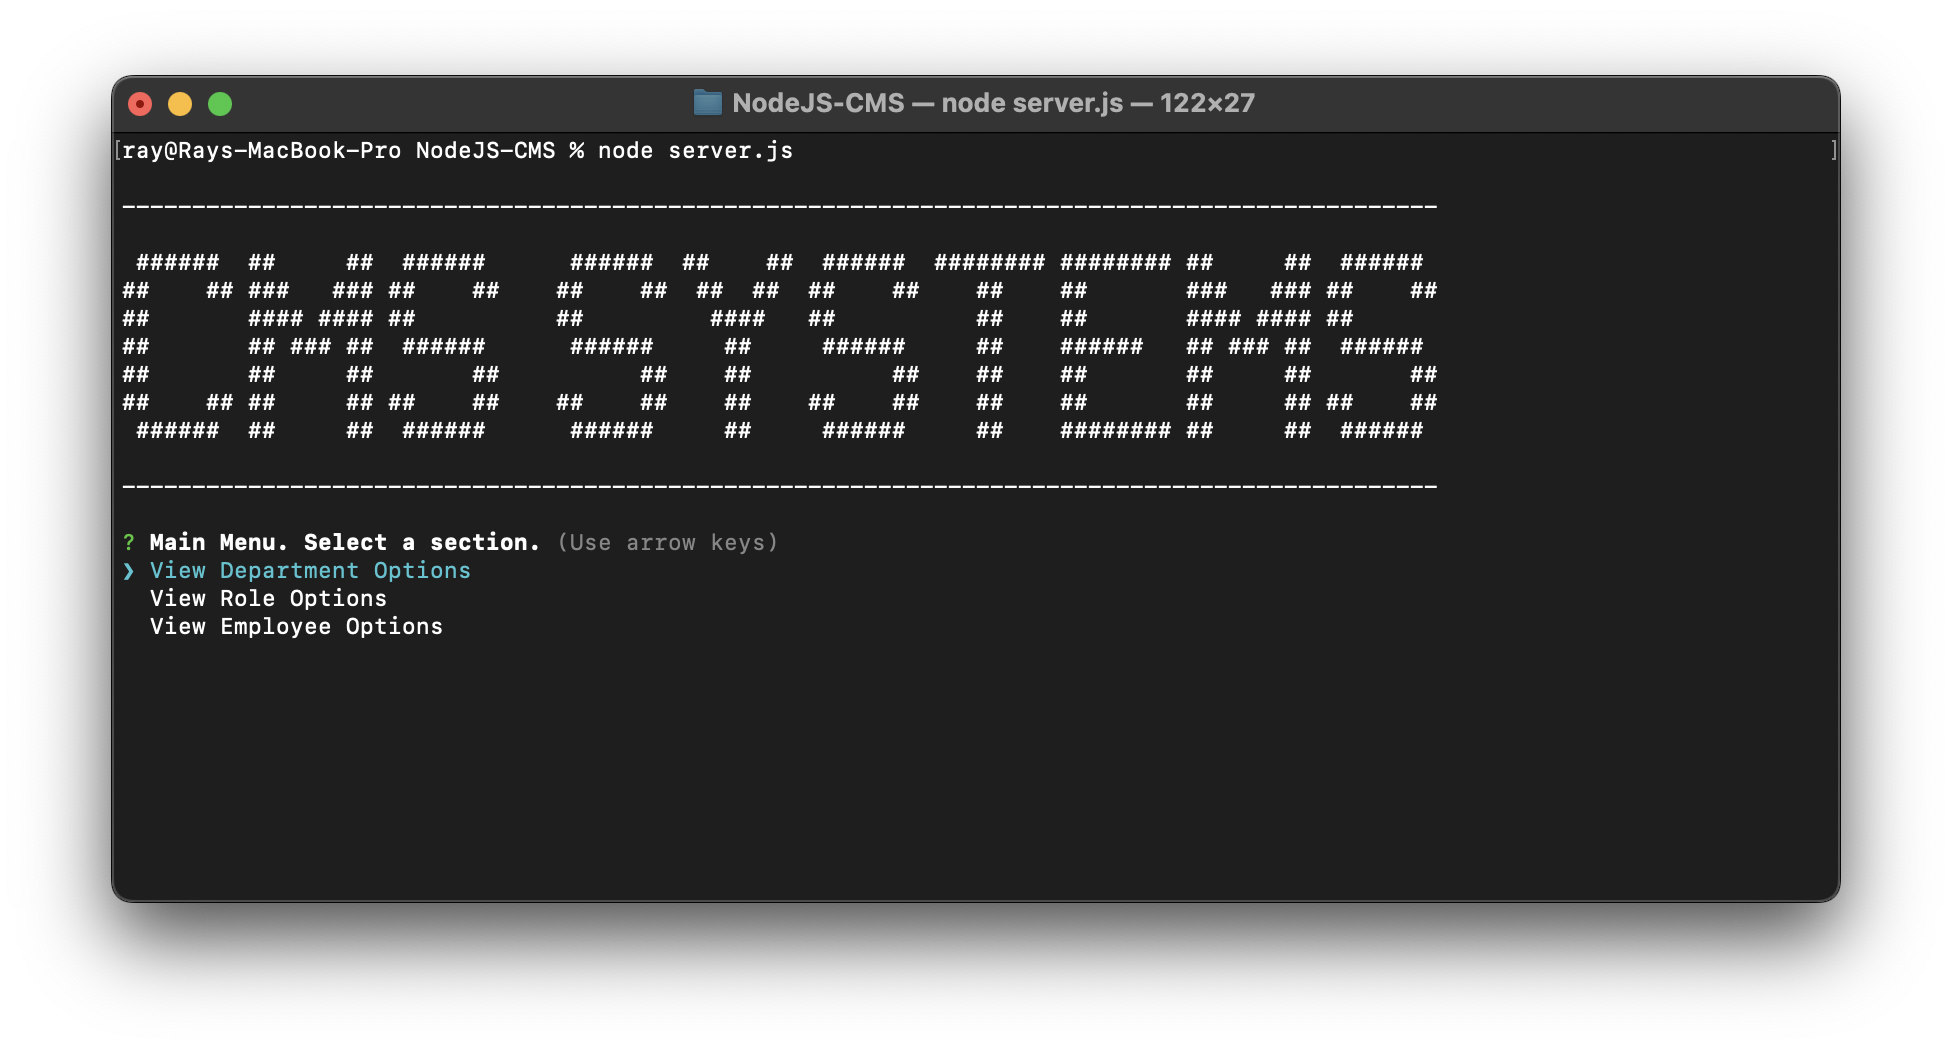 NodeJS-CMS — node server.js — 122×27
[ray@Rays-MacBook-Pro NodeJS-CMS % node server.js ]
----------------------------------------------------------------------------------------------
 ######  ##     ##  ######      ######  ##    ##  ######  ######## ######## ##     ##  ######
##    ## ###   ### ##    ##    ##    ##  ##  ##  ##    ##    ##    ##       ###   ### ##    ##
##       #### #### ##          ##         ####   ##          ##    ##       #### #### ##
##       ## ### ##  ######      ######     ##     ######     ##    ######   ## ### ##  ######
##       ##     ##       ##          ##    ##          ##    ##    ##       ##     ##       ##
##    ## ##     ## ##    ##    ##    ##    ##    ##    ##    ##    ##       ##     ## ##    ##
 ######  ##     ##  ######      ######     ##     ######     ##    ######## ##     ##  ######
----------------------------------------------------------------------------------------------
? Main Menu. Select a section. (Use arrow keys)
❯ View Department Options
  View Role Options
  View Employee Options